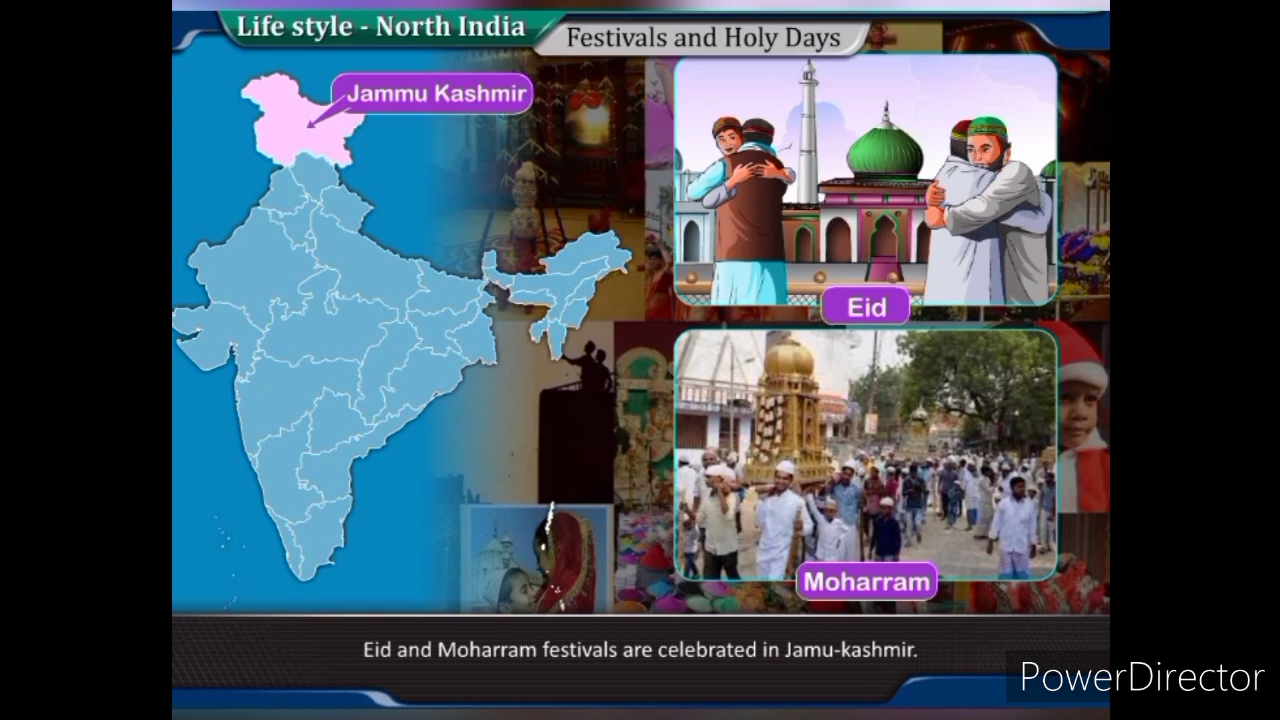 Life style - North India
Festivals and Holy Days
Jammu Kashmir
Eid
Moharram
Eid and Moharram festivals are celebrated in Jamu-kashmir.
PowerDirector